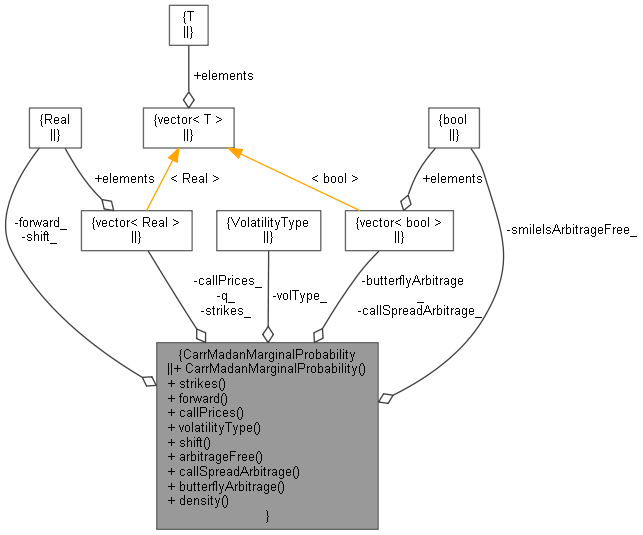 {T
||}
+elements
{Real
||}
{vector< T >
||}
{bool
||}
+elements
< Real >
< bool >
+elements
-forward_
-shift_
{vector< Real >
||}
{VolatilityType
||}
{vector< bool >
||}
-smileIsArbitrageFree_
-callPrices_
-q_
-strikes_
-volType_
-butterflyArbitrage
_
-callSpreadArbitrage_
{CarrMadanMarginalProbability
||+ CarrMadanMarginalProbability()
+ strikes()
+ forward()
+ callPrices()
+ volatilityType()
+ shift()
+ arbitrageFree()
+ callSpreadArbitrage()
+ butterflyArbitrage()
+ density()
}